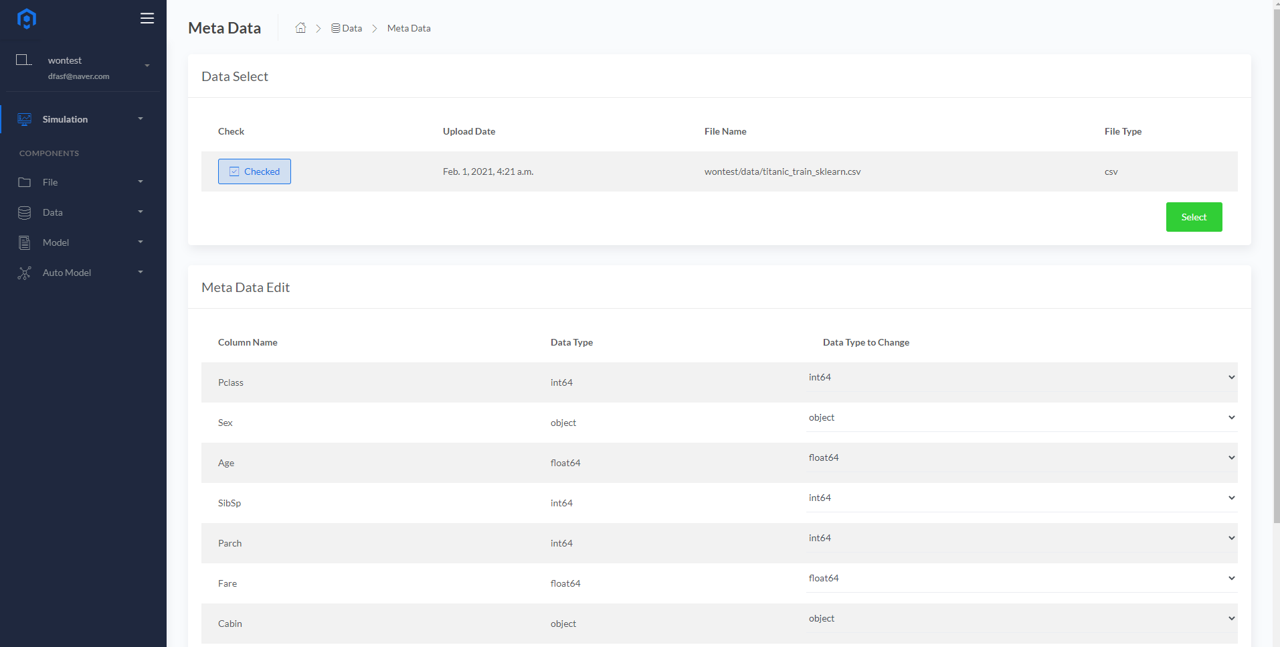 Meta Data
Data
Meta Data
wontest
dfasf@naver.com
Simulation
COMPONENTS
File
Data
Model
Auto Model
Data Select
Check Upload Date File Name File Type
Checked Feb. 1, 2021, 4:21 a.m. wontest/data/titanic_train_sklearn.csv csv
Select
Meta Data Edit
Column Name Data Type Data Type to Change
Pclass int64 int64
Sex object object
Age float64 float64
SibSp int64 int64
Parch int64 int64
Fare float64 float64
Cabin object object